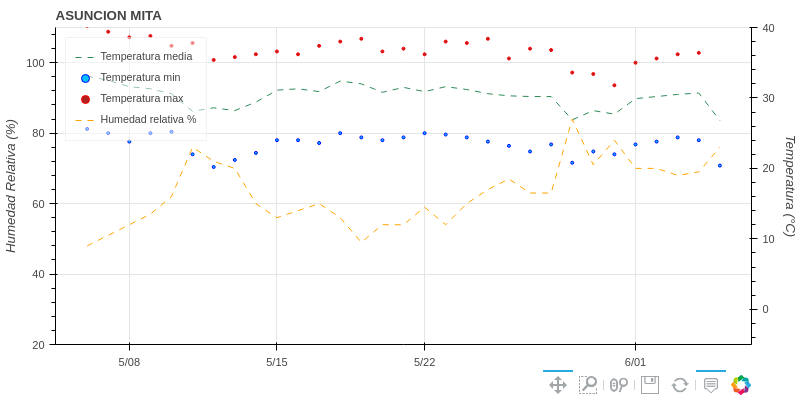 ASUNCION MITA
Temperatura media
Temperatura min
Temperatura max
Humedad relativa %
Humedad Relativa (%)
100
80
60
40
20
Temperatura (°C)
40
30
20
10
0
5/08
5/15
5/22
6/01